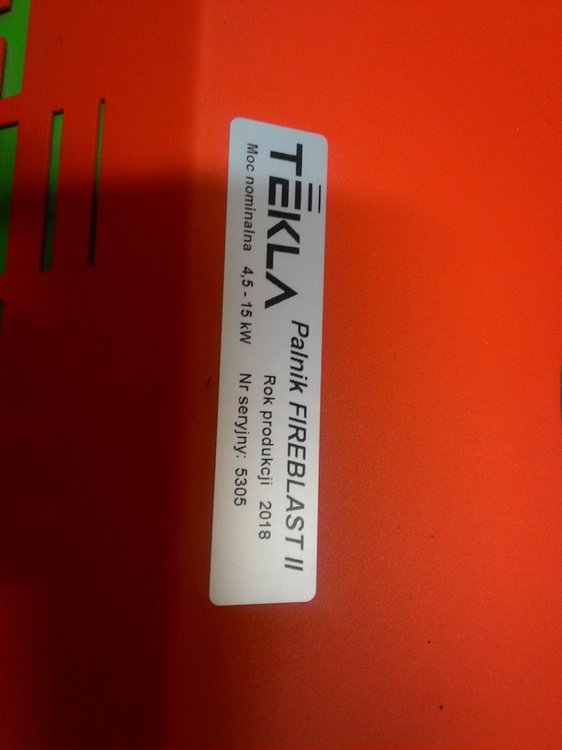 TEKLA Palnik FIREBLAST II
Rok produkcji 2018
Moc nominalna 4,5 - 15 kW Nr seryjny: 5305